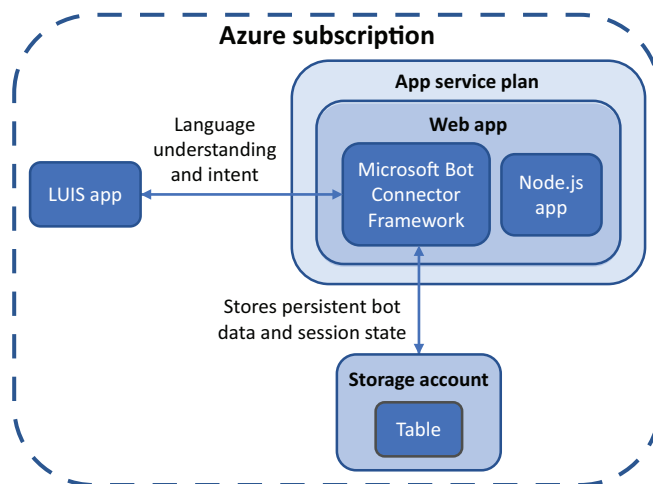 Azure subscription
App service plan
Web app
Language
understanding
and intent
LUIS app
Microsoft Bot
Connector
Framework
Node.js
app
Stores persistent bot
data and session state
Storage account
Table